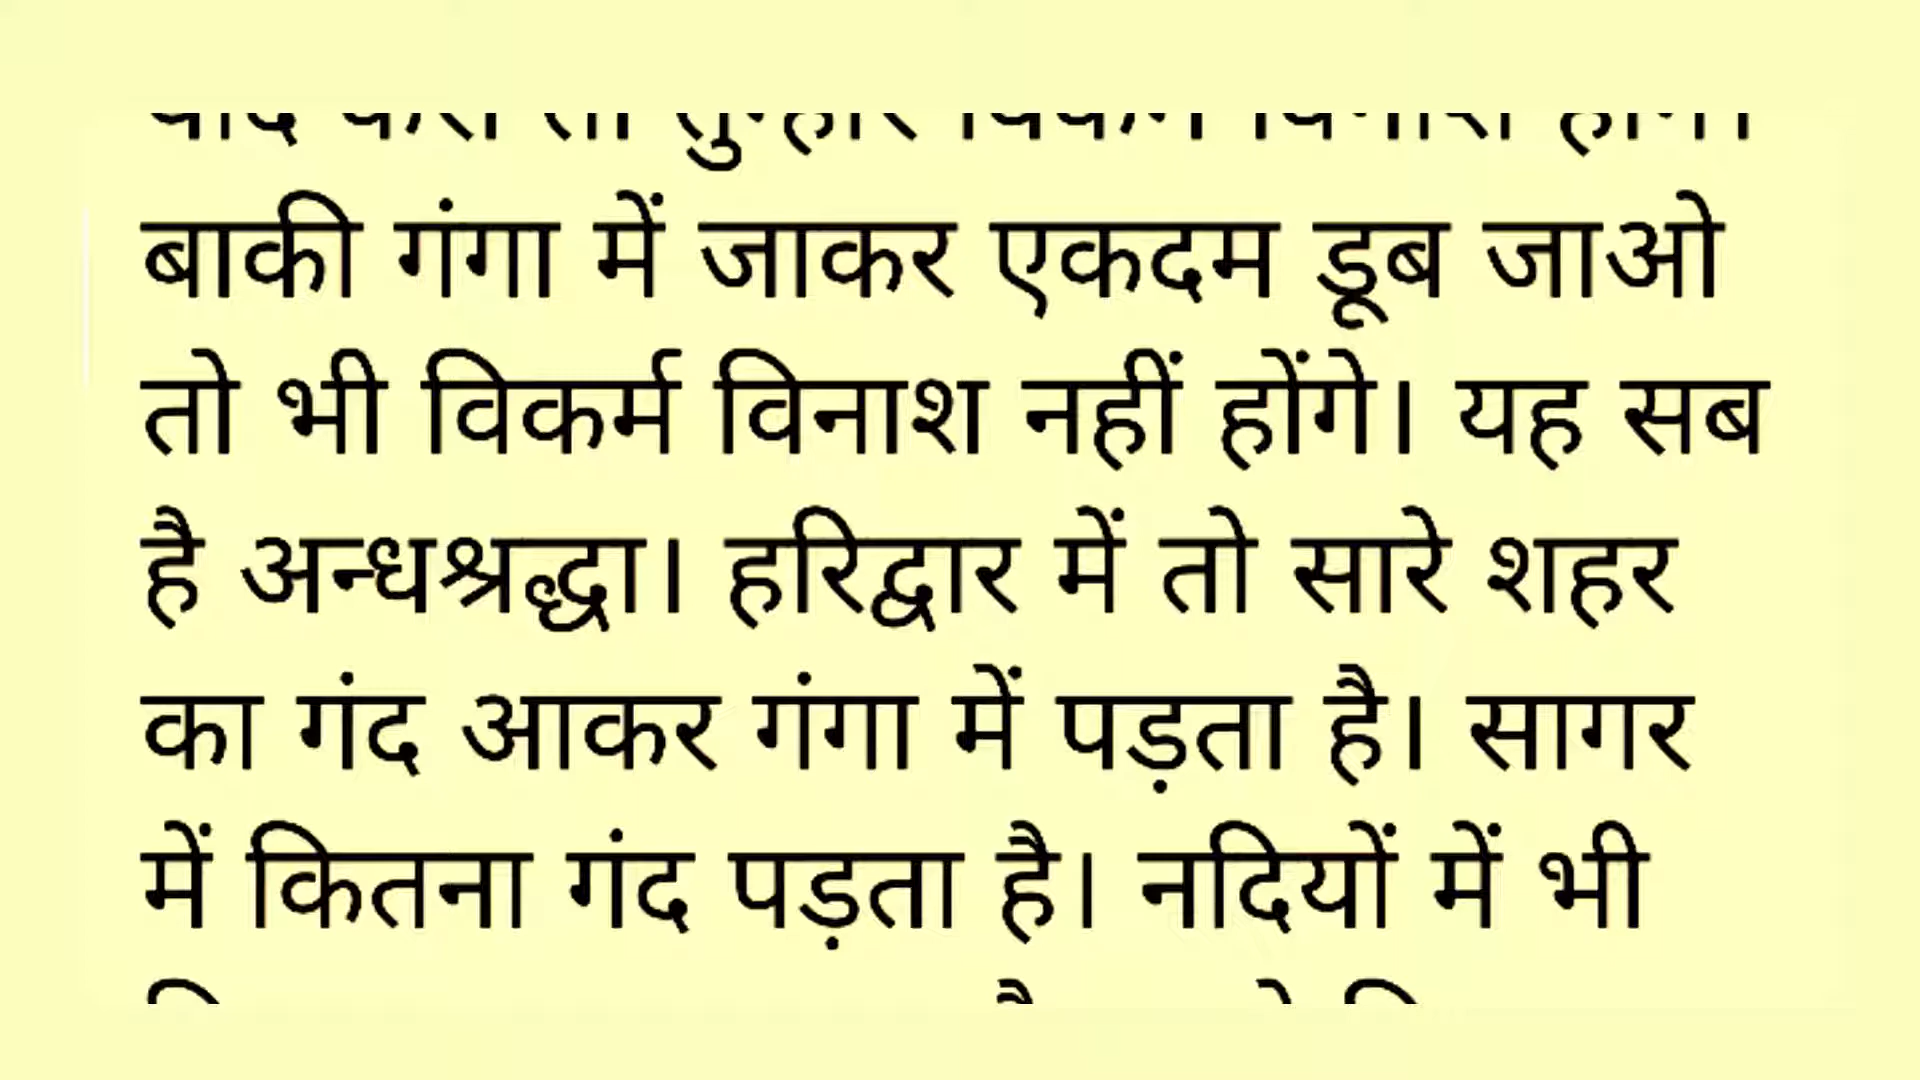 बाकी गंगा में जाकर एकदम डूब जाओ
तो भी विकर्म विनाश नहीं होंगे। यह सब
है अन्धश्रद्धा। हरिद्वार में तो सारे शहर
का गंद आकर गंगा में पड़ता है। सागर
में कितना गंद पड़ता है। नदियों में भी